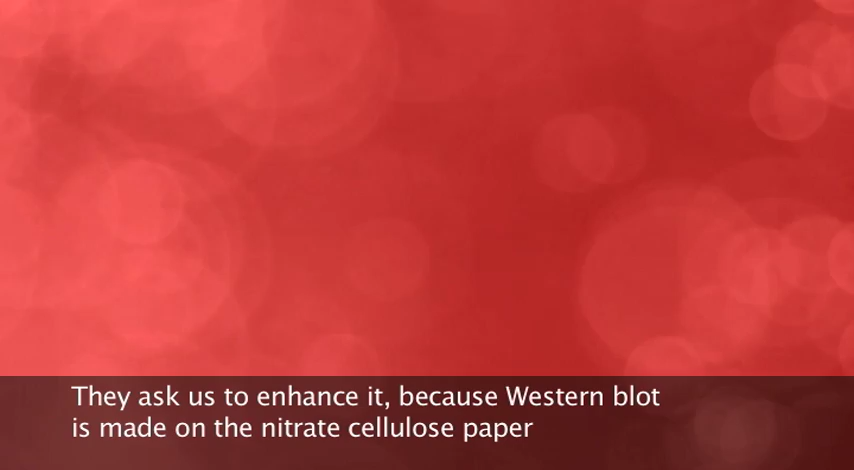 They ask us to enhance it, because Western blot
is made on the nitrate cellulose paper